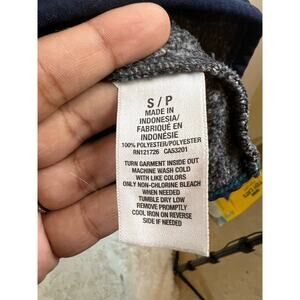 S / P
MADE IN
INDONESIA/
FABRIQUÉ EN
INDONÉSIE
100% POLYESTER/POLYESTER
RN121726 CA53201
TURN GARMENT INSIDE OUT
MACHINE WASH COLD
WITH LIKE COLORS
ONLY NON-CHLORINE BLEACH
WHEN NEEDED
TUMBLE DRY LOW
REMOVE PROMPTLY
COOL IRON ON REVERSE
SIDE IF NEEDED